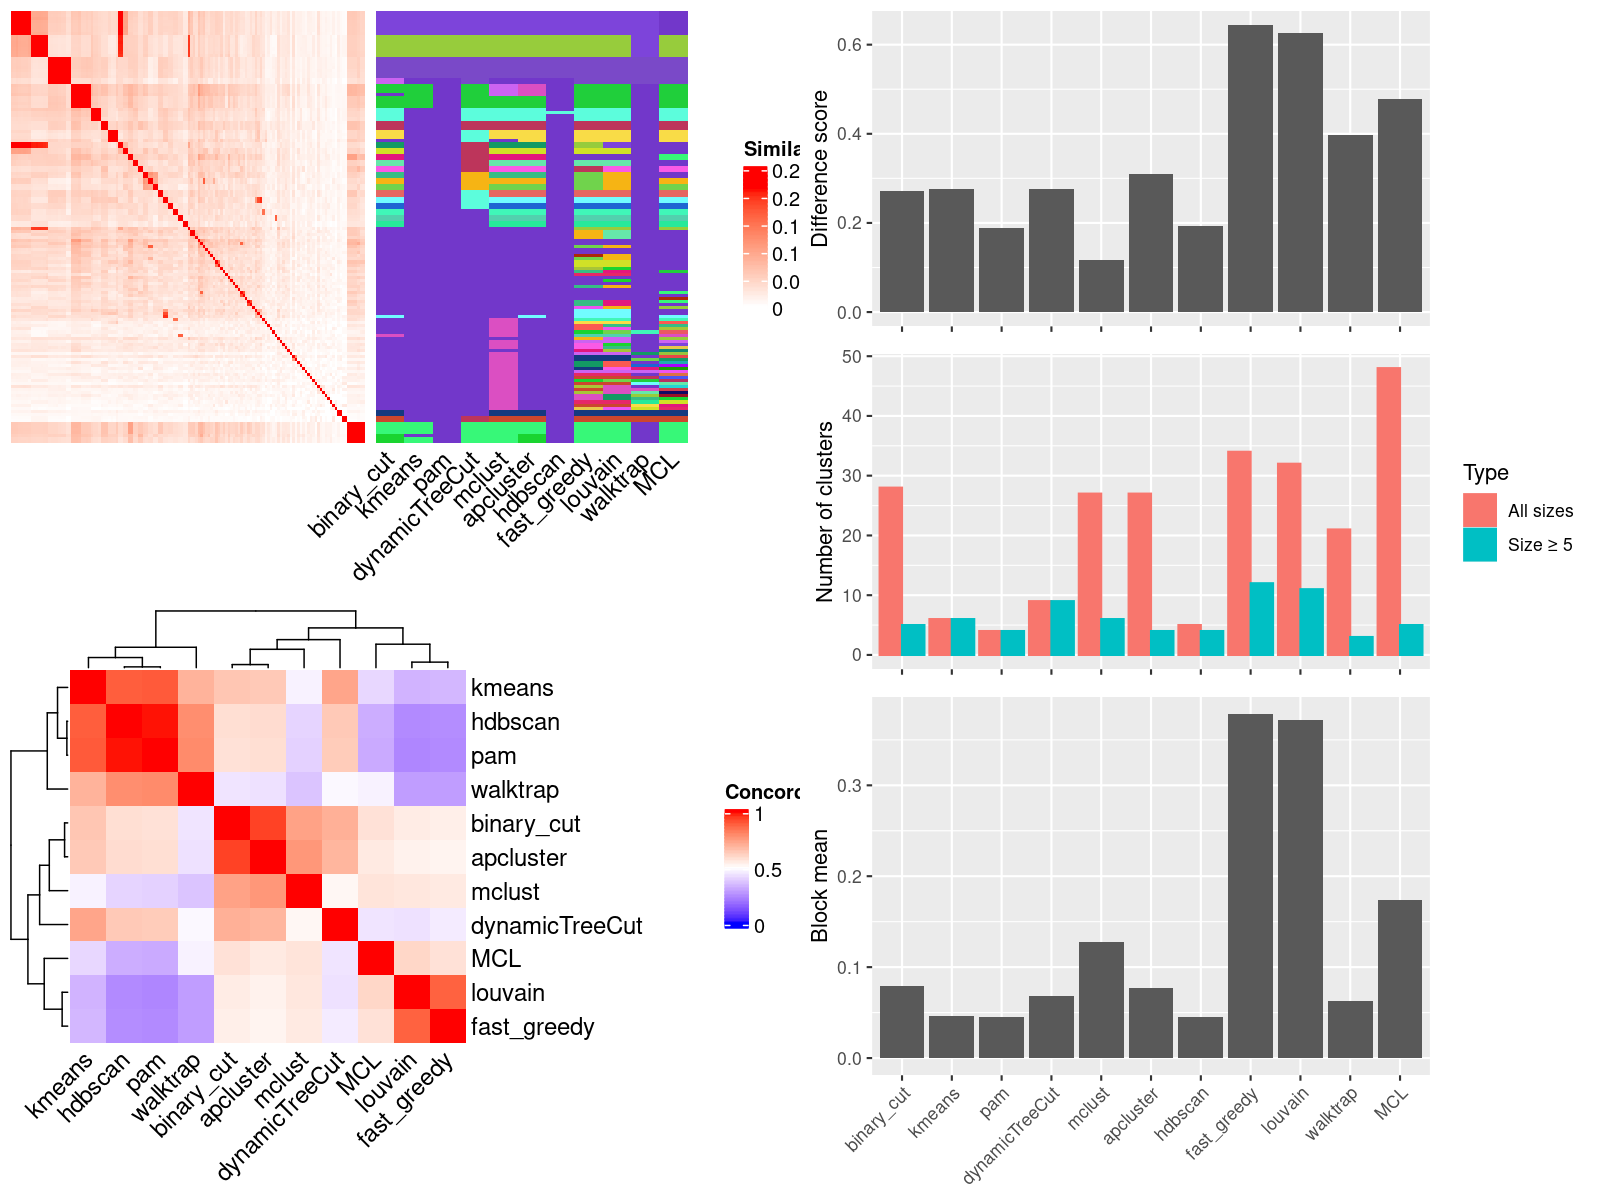 Simila
0.2
0.2
0.1
0.1
0.0
0
binary_cut
kmeans
pam
dynamicTreeCut
mclust
apcluster
hdbscan
fast_greedy
louvain
walktrap
MCL
kmeans
hdbscan
pam
walktrap
binary_cut
apcluster
mclust
dynamicTreeCut
MCL
louvain
fast_greedy
kmeans
hdbscan
pam
walktrap
binary_cut
apcluster
mclust
dynamicTreeCut
MCL
louvain
fast_greedy
Concord
1
0.5
0
Difference score
0.6
0.4
0.2
0.0
Number of clusters
50
40
30
20
10
0
Type
All sizes
Size ≥ 5
Block mean
0.3
0.2
0.1
0.0
binary_cut
kmeans
pam
dynamicTreeCut
mclust
apcluster
hdbscan
fast_greedy
louvain
walktrap
MCL